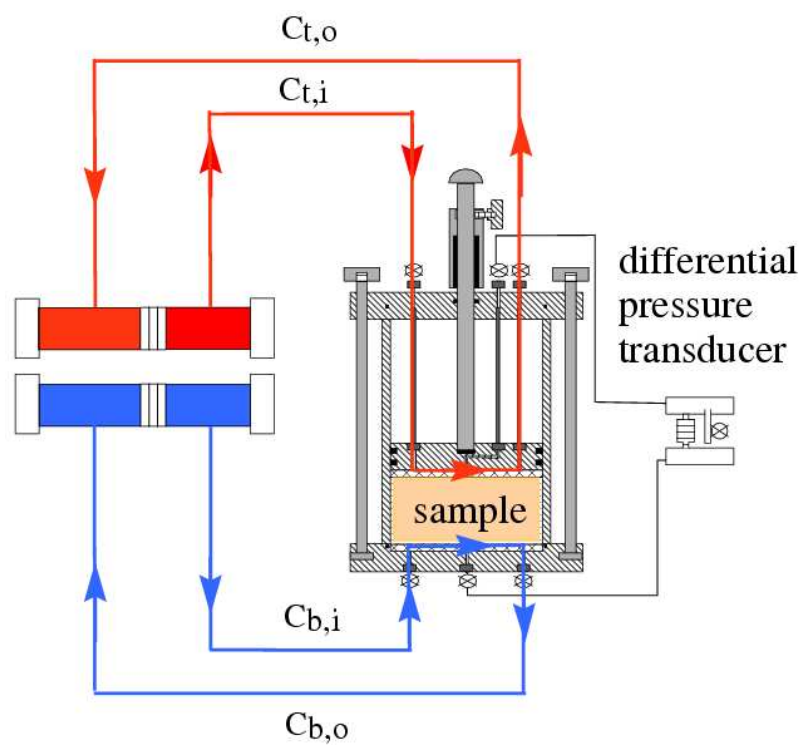 Ct,o
Ct,i
differential
pressure
transducer
sample
Cb,i
Cb,o